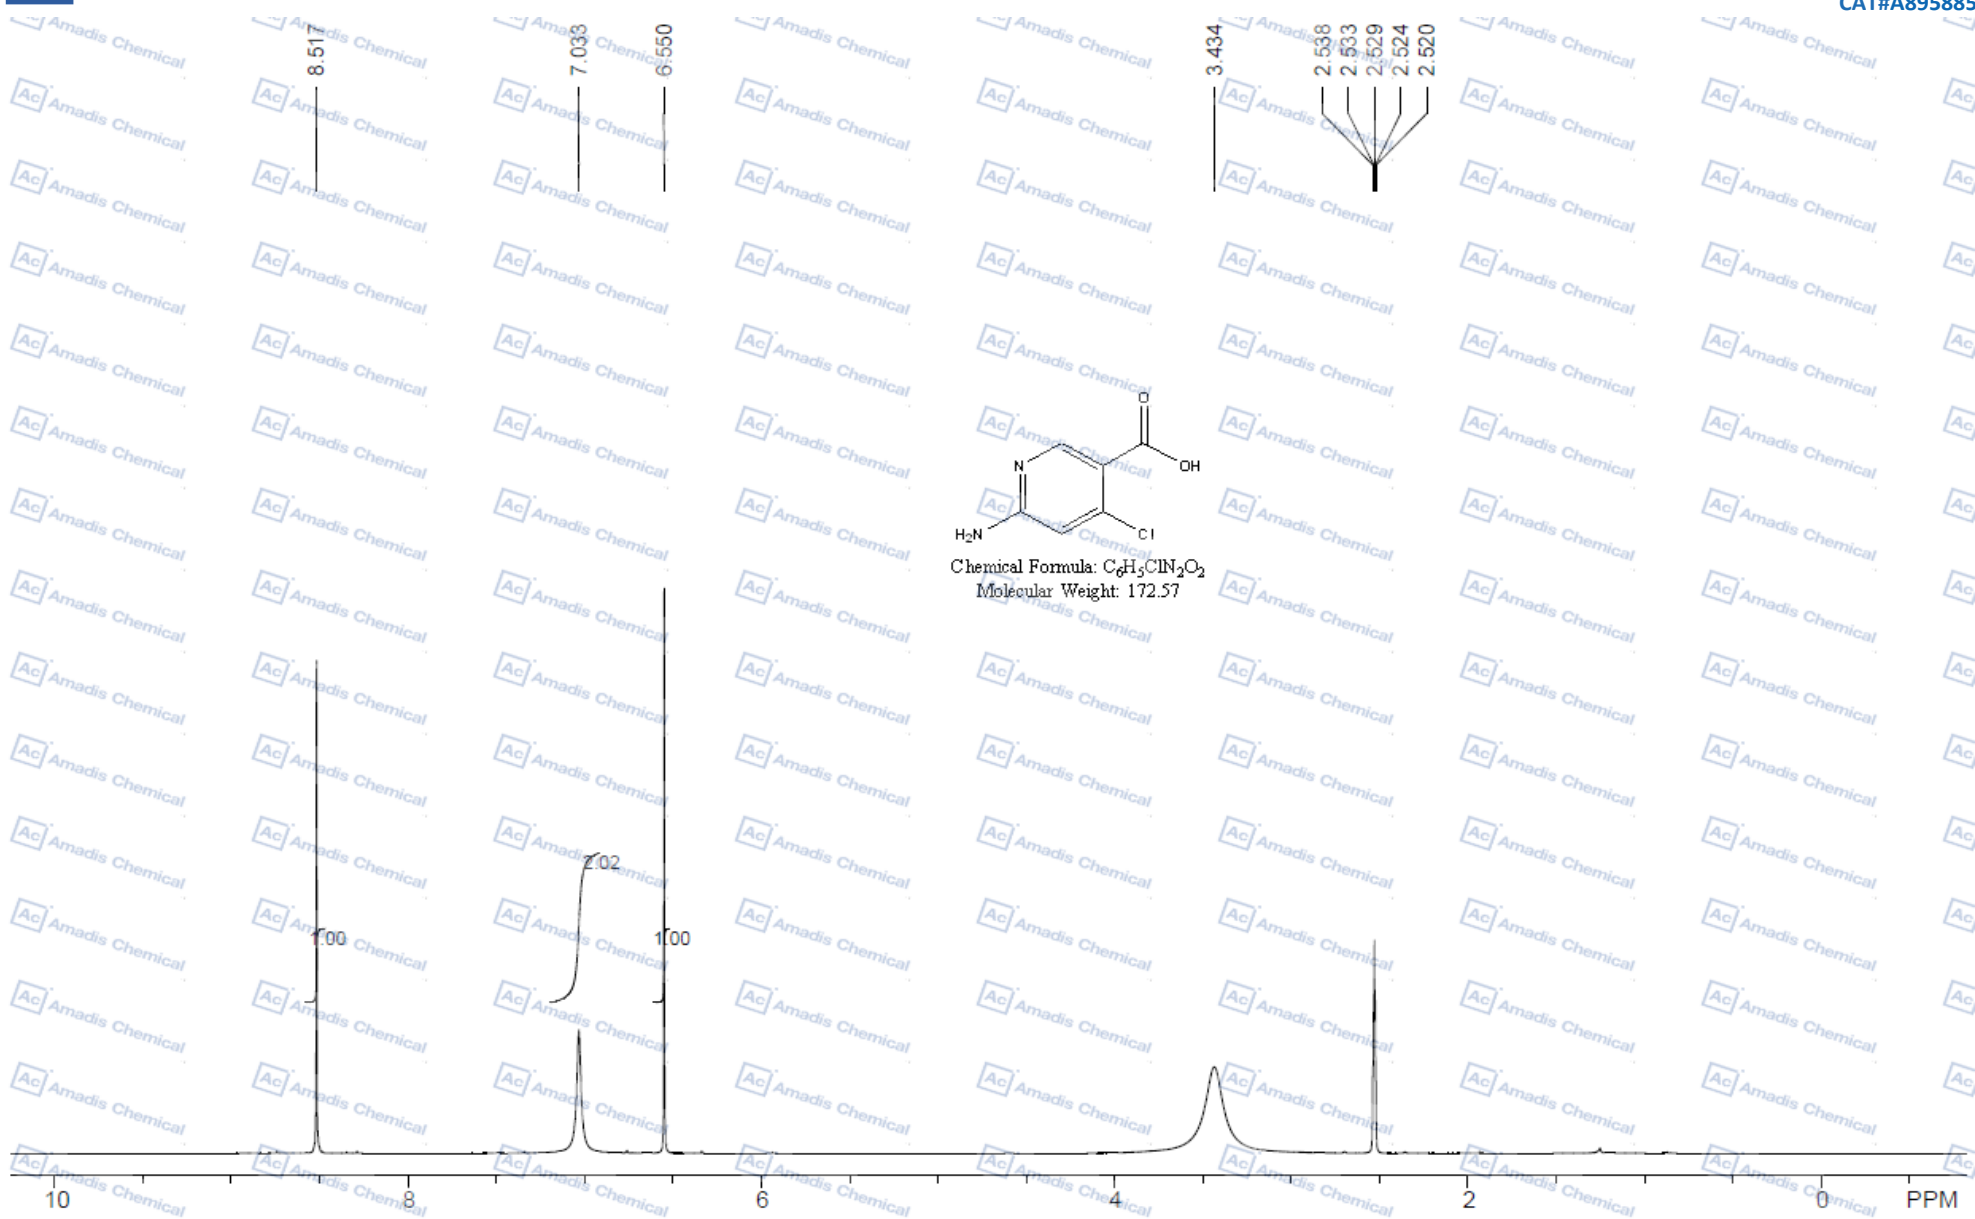 CAT#A895885
8.517
7.033
6.550
3.434
2.538
2.533
2.529
2.524
2.520
O
N
OH
H₂N
Cl
Chemical Formula: C₆H₅ClN₂O₂
Molecular Weight: 172.57
2.02
1.00
1.00
10 8 6 4 2 0 PPM
Ac Amadis Chemical